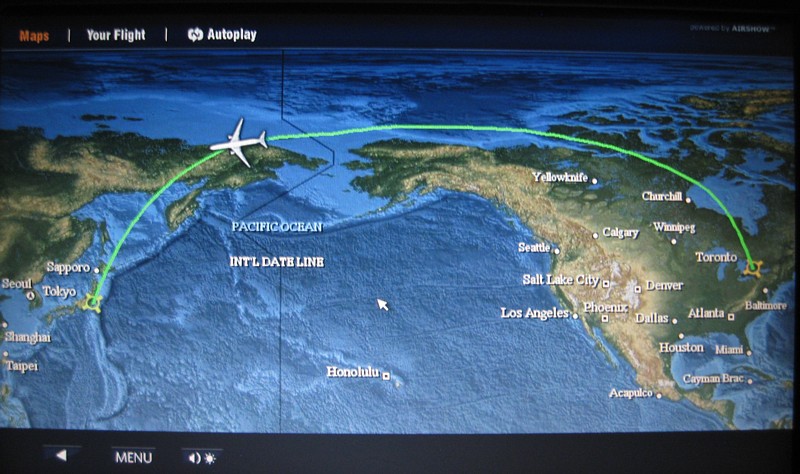 Maps | Your Flight | Autoplay
POWERED BY AIRSHOW
Yellowknife
Churchill
PACIFIC OCEAN
Calgary
Winnipeg
Seattle
INT'L DATE LINE
Toronto
Sapporo
Seoul
Tokyo
Salt Lake City
Denver
Baltimore
Los Angeles
Phoenix
Dallas
Atlanta
Shanghai
Houston
Miami
Taipei
Honolulu
Cayman Brac
Acapulco
MENU